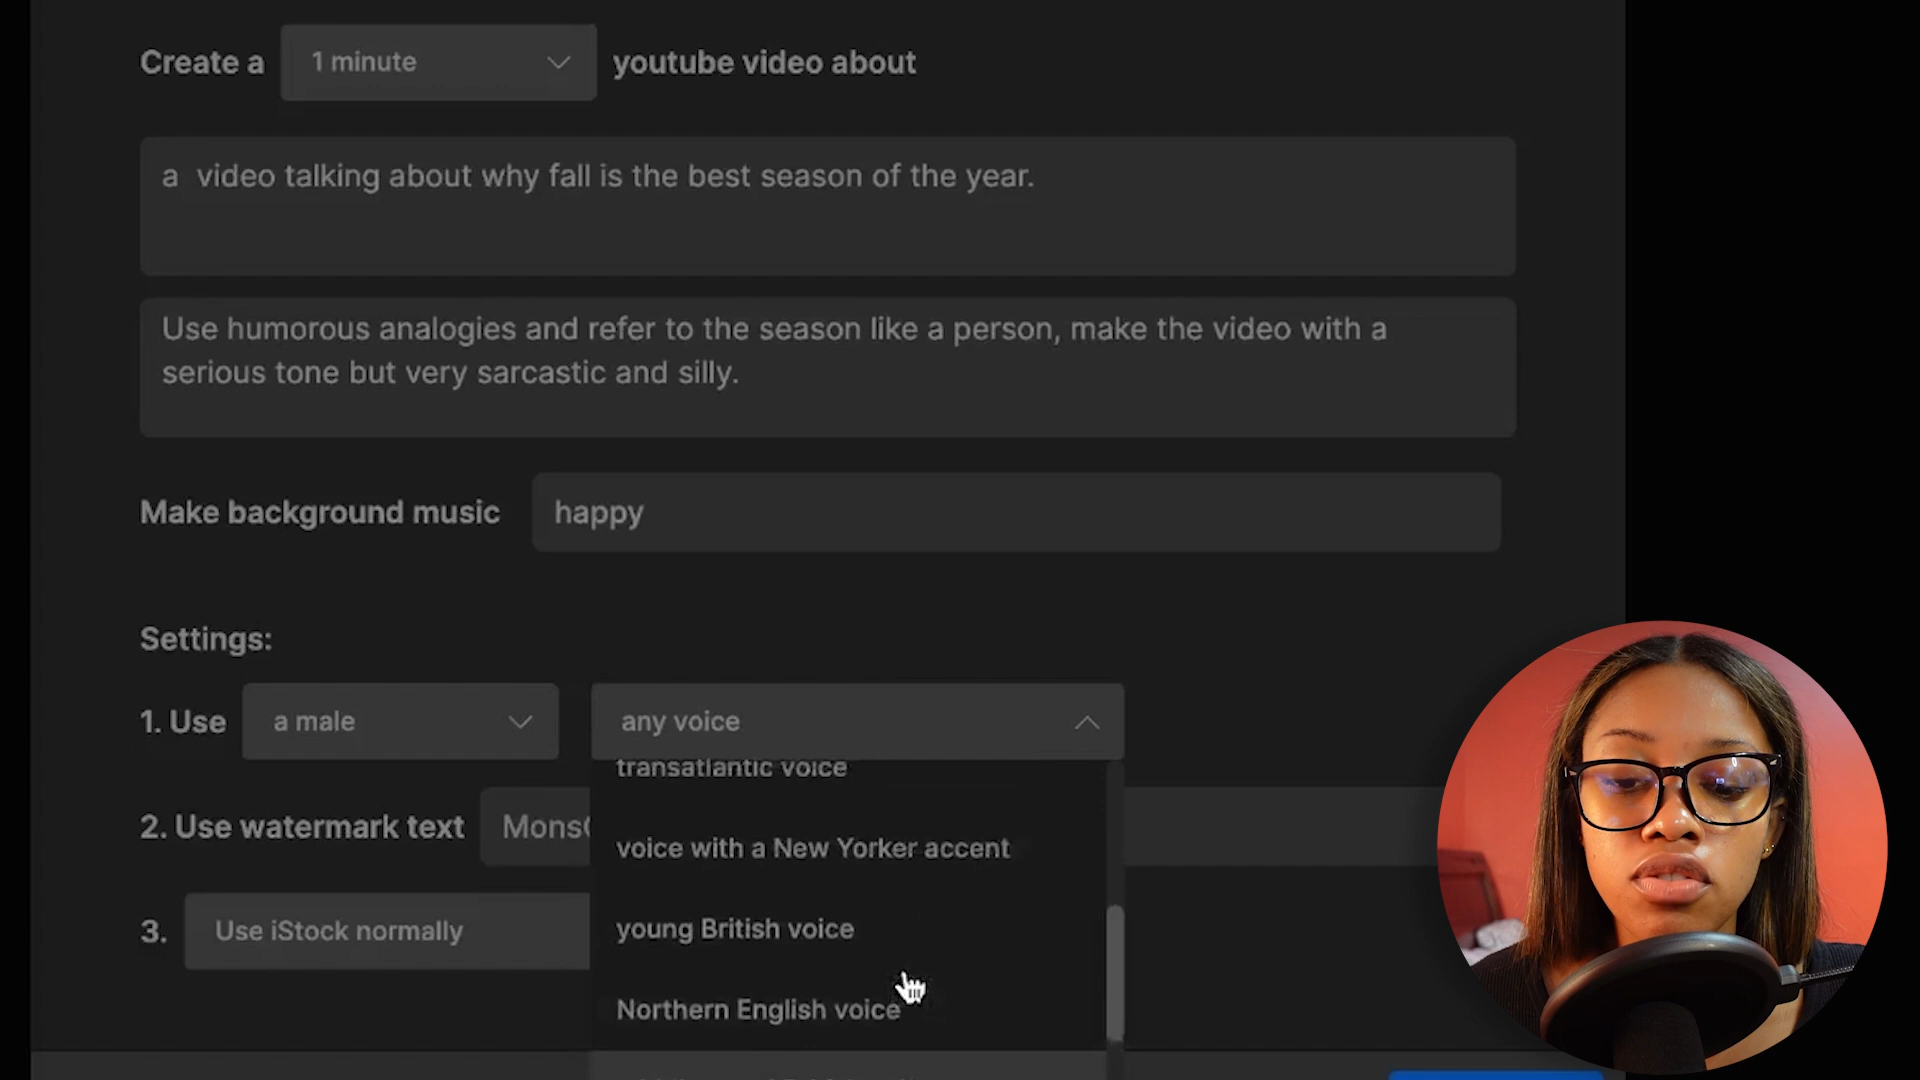 Create a 1 minute youtube video about
a  video talking about why fall is the best season of the year.
Use humorous analogies and refer to the season like a person, make the video with a
serious tone but very sarcastic and silly.
Make background music happy
Settings:
1. Use a male any voice
transatlantic voice
2. Use watermark text
voice with a New Yorker accent
young British voice
3. Use iStock normally
Northern English voice